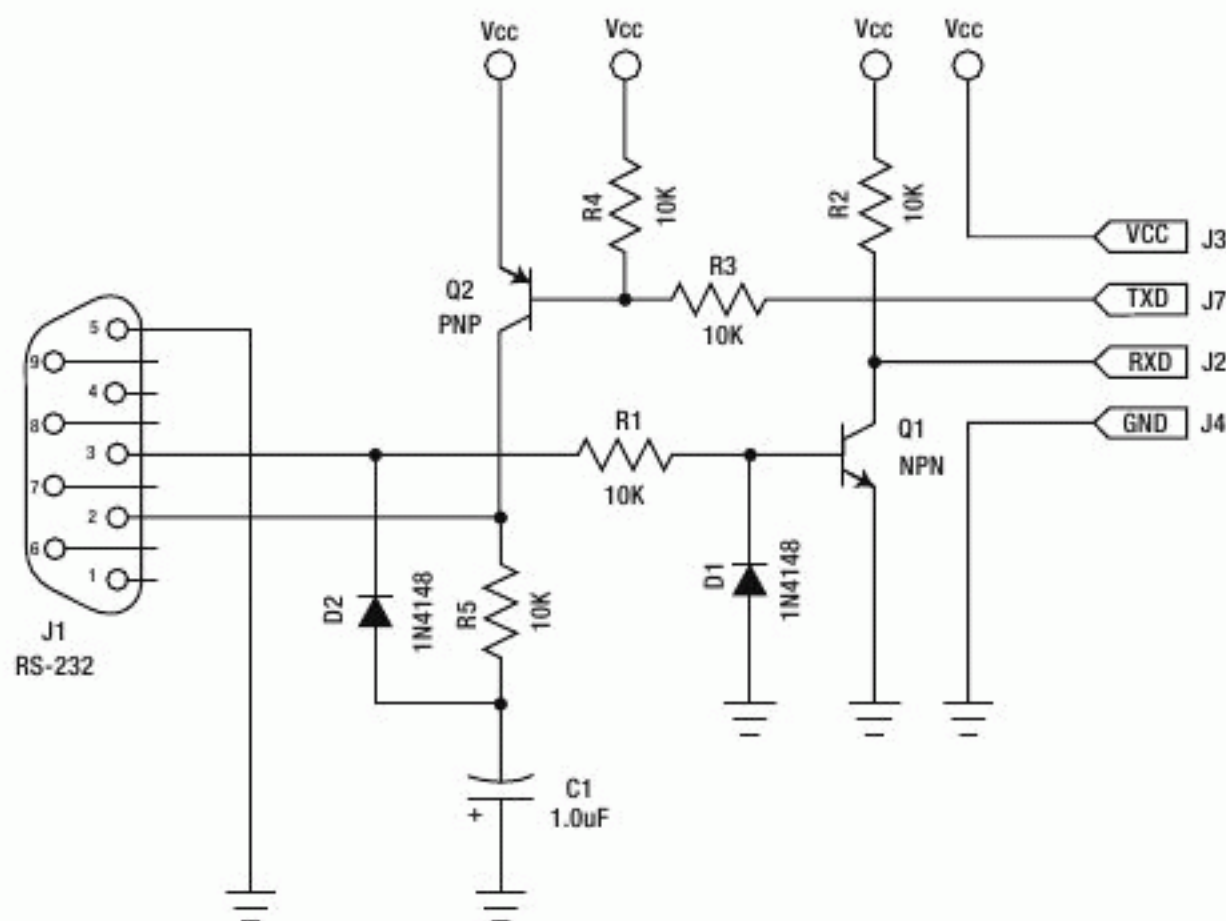 Vcc
Vcc
Vcc
Vcc
R4
10K
R2
10K
VCC
J3
R3
10K
TXD
J7
Q2
PNP
RXD
J2
GND
J4
R1
10K
Q1
NPN
5
9
4
8
3
7
2
6
1
J1
RS-232
D2
1N4148
R5
10K
D1
1N4148
C1
1.0uF
+